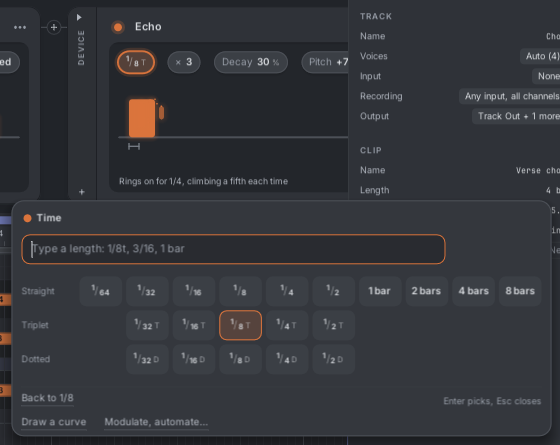 ed
DEVICE
Echo
1/8 T
× 3
Decay 30 %
Pitch +7
Rings on for 1/4, climbing a fifth each time
TRACK
Name Cho
Voices Auto (4)
Input None
Recording Any input, all channels
Output Track Out + 1 more
CLIP
Name Verse cho
Length 4 b
Time
Type a length: 1/8t, 3/16, 1 bar
Straight 1/64 1/32 1/16 1/8 1/4 1/2 1 bar 2 bars 4 bars 8 bars
Triplet 1/32 T 1/16 T 1/8 T 1/4 T 1/2 T
Dotted 1/32 D 1/16 D 1/8 D 1/4 D 1/2 D
Back to 1/8
Enter picks, Esc closes
Draw a curve Modulate, automate...